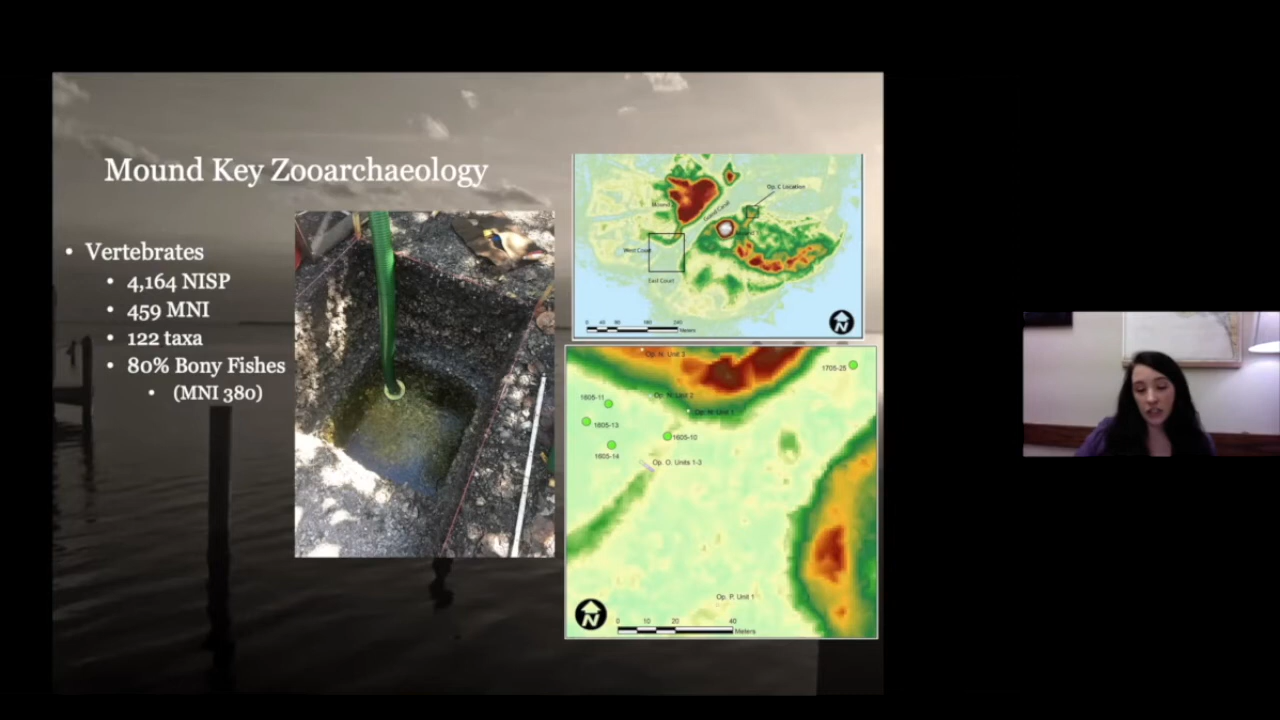 Mound Key Zooarchaeology
• Vertebrates
• 4,164 NISP
• 459 MNI
• 122 taxa
• 80% Bony Fishes
• (MNI 380)
Op. C Location
Mound
Grand Canal
West Court
East Court
Meters
N
Op. N. Unit 3
1705-25
1605-11
Op. N. Unit 2
Op. N. Unit 1
1605-13
1605-10
1605-14
Op. O. Units 1-3
Op. P. Unit 1
N
0 10 20 40
Meters